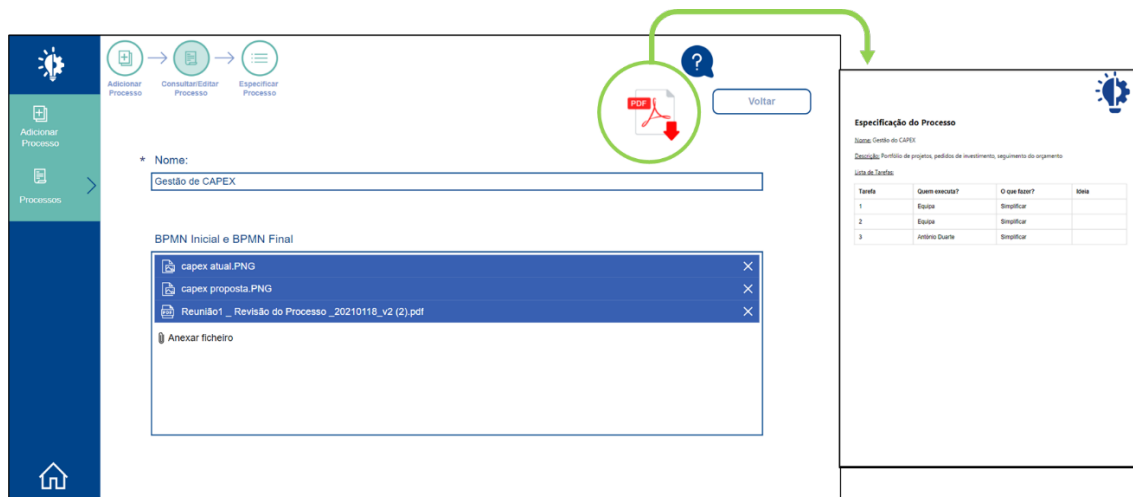 Adicionar
Processo
Consultar/Editar
Processo
Especificar
Processo
?
PDF
Voltar
Adicionar
Processo
Processos
* Nome:
Gestão de CAPEX
BPMN Inicial e BPMN Final
capex atual.PNG
capex proposta.PNG
PDF
Reunião1 _ Revisão do Processo _20210118_v2 (2).pdf
Anexar ficheiro
Especificação do Processo
Nome: Gestão do CAPEX
Descrição: Portfólio de projetos, pedidos de investimento, seguimento do orçamento
Lista de Tarefas:
Tarefa Quem executa? O que fazer? Ideia
1 Equipa Simplificar
2 Equipa Simplificar
3 António Duarte Simplificar